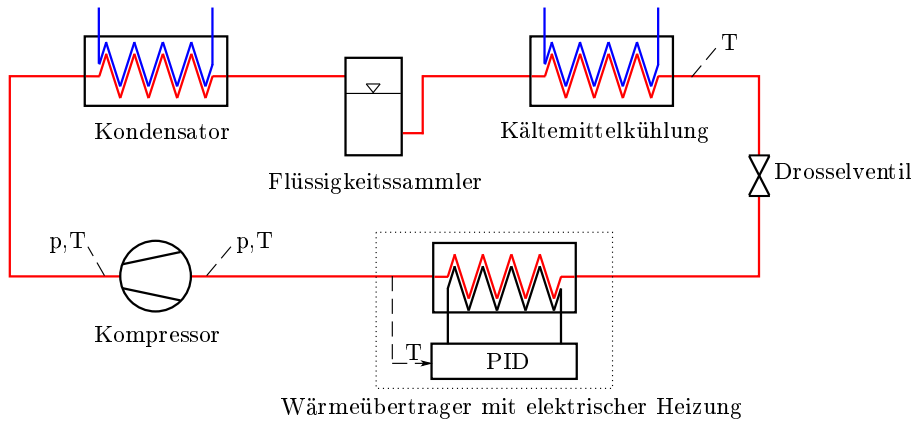 T
Kondensator
Kältemittelkühlung
Flüssigkeitssammler
Drosselventil
p,T
p,T
Kompressor
T
PID
Wärmeübertrager mit elektrischer Heizung